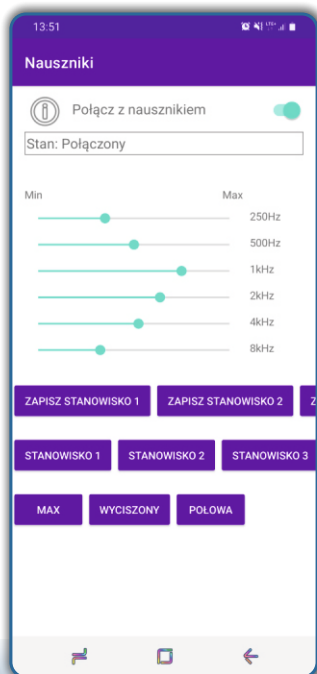 13:51
Nauszniki
Połącz z nausznikiem
Stan: Połączony
Min Max
250Hz
500Hz
1kHz
2kHz
4kHz
8kHz
ZAPISZ STANOWISKO 1 ZAPISZ STANOWISKO 2 Z
STANOWISKO 1 STANOWISKO 2 STANOWISKO 3
MAX WYCISZONY POŁOWA